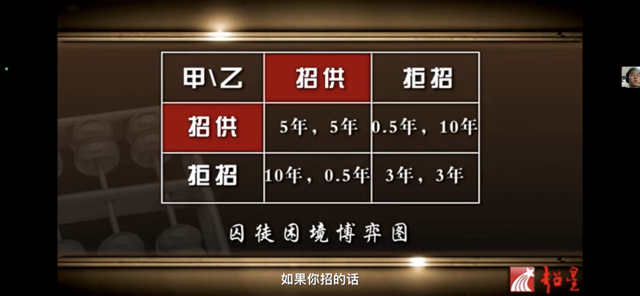 甲\乙 招供 拒招
招供 5年，5年 0.5年，10年
拒招 10年，0.5年 3年，3年
囚徒困境博弈图
如果你招的话
超星